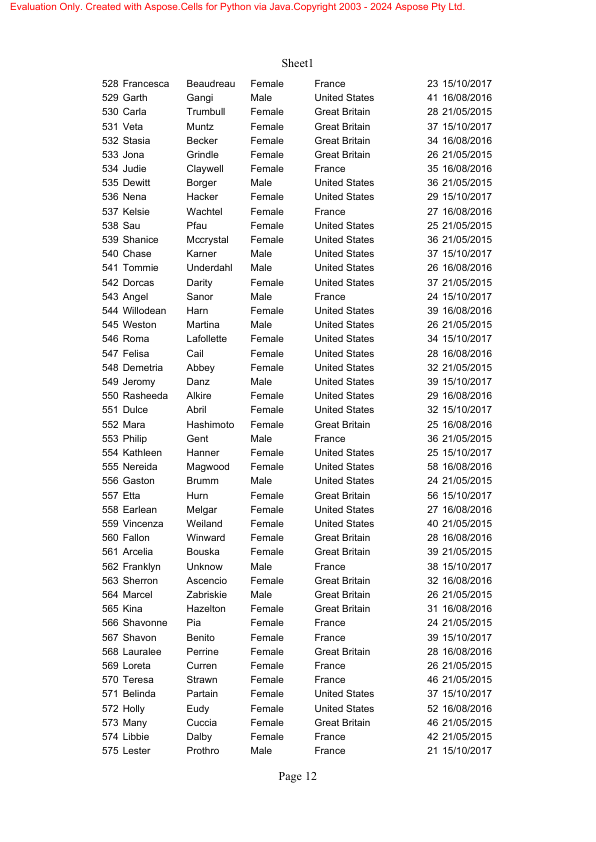 Evaluation Only. Created with Aspose.Cells for Python via Java.Copyright 2003 - 2024 Aspose Pty Ltd.
Sheet1
528 Francesca Beaudreau Female France 23 15/10/2017
529 Garth Gangi Male United States 41 16/08/2016
530 Carla Trumbull Female Great Britain 28 21/05/2015
531 Veta Muntz Female Great Britain 37 15/10/2017
532 Stasia Becker Female Great Britain 34 16/08/2016
533 Jona Grindle Female Great Britain 26 21/05/2015
534 Judie Claywell Female France 35 16/08/2016
535 Dewitt Borger Male United States 36 21/05/2015
536 Nena Hacker Female United States 29 15/10/2017
537 Kelsie Wachtel Female France 27 16/08/2016
538 Sau Pfau Female United States 25 21/05/2015
539 Shanice Mccrystal Female United States 36 21/05/2015
540 Chase Karner Male United States 37 15/10/2017
541 Tommie Underdahl Male United States 26 16/08/2016
542 Dorcas Darity Female United States 37 21/05/2015
543 Angel Sanor Male France 24 15/10/2017
544 Willodean Harn Female United States 39 16/08/2016
545 Weston Martina Male United States 26 21/05/2015
546 Roma Lafollette Female United States 34 15/10/2017
547 Felisa Cail Female United States 28 16/08/2016
548 Demetria Abbey Female United States 32 21/05/2015
549 Jeromy Danz Male United States 39 15/10/2017
550 Rasheeda Alkire Female United States 29 16/08/2016
551 Dulce Abril Female United States 32 15/10/2017
552 Mara Hashimoto Female Great Britain 25 16/08/2016
553 Philip Gent Male France 36 21/05/2015
554 Kathleen Hanner Female United States 25 15/10/2017
555 Nereida Magwood Female United States 58 16/08/2016
556 Gaston Brumm Male United States 24 21/05/2015
557 Etta Hurn Female Great Britain 56 15/10/2017
558 Earlean Melgar Female United States 27 16/08/2016
559 Vincenza Weiland Female United States 40 21/05/2015
560 Fallon Winward Female Great Britain 28 16/08/2016
561 Arcelia Bouska Female Great Britain 39 21/05/2015
562 Franklyn Unknow Male France 38 15/10/2017
563 Sherron Ascencio Female Great Britain 32 16/08/2016
564 Marcel Zabriskie Male Great Britain 26 21/05/2015
565 Kina Hazelton Female Great Britain 31 16/08/2016
566 Shavonne Pia Female France 24 21/05/2015
567 Shavon Benito Female France 39 15/10/2017
568 Lauralee Perrine Female Great Britain 28 16/08/2016
569 Loreta Curren Female France 26 21/05/2015
570 Teresa Strawn Female France 46 21/05/2015
571 Belinda Partain Female United States 37 15/10/2017
572 Holly Eudy Female United States 52 16/08/2016
573 Many Cuccia Female Great Britain 46 21/05/2015
574 Libbie Dalby Female France 42 21/05/2015
575 Lester Prothro Male France 21 15/10/2017
Page 12